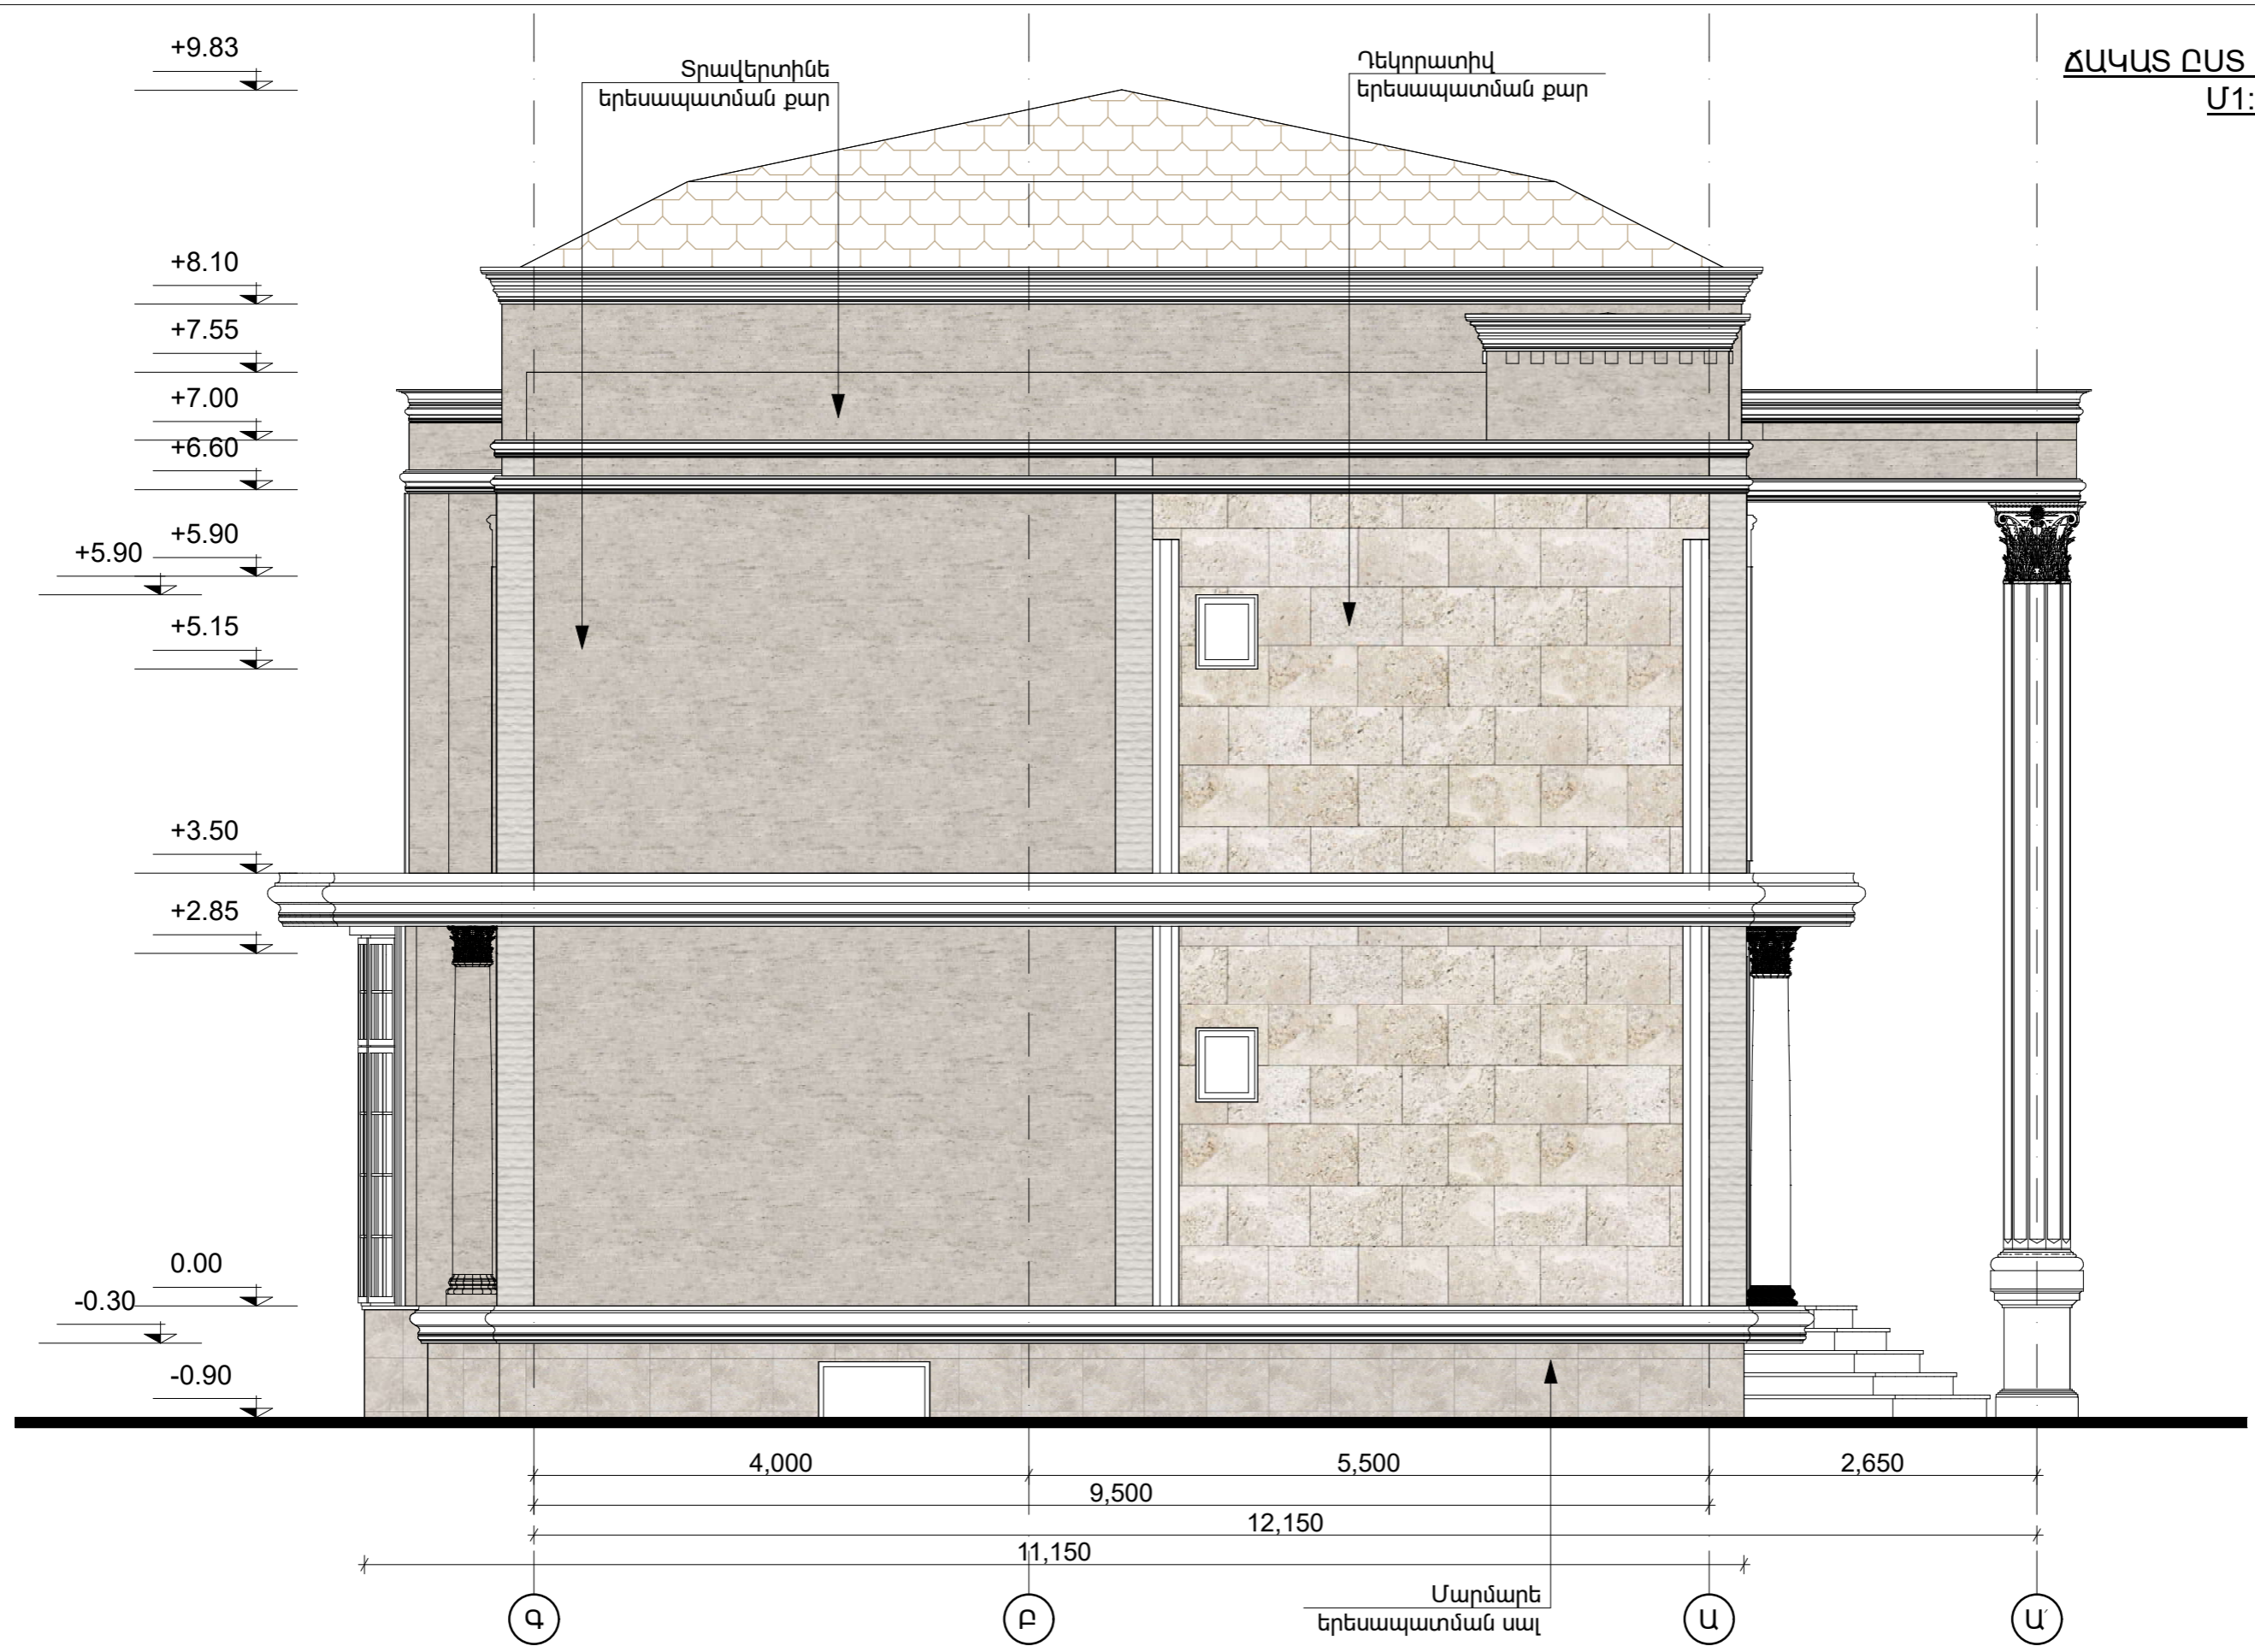 ՃԱԿԱՏ ԸՍՏ
Մ1:
Տրավերտինե
երեսապատման քար
Դեկորատիվ
երեսապատման քար
+9.83
+8.10
+7.55
+7.00
+6.60
+5.90
+5.90
+5.15
+3.50
+2.85
0.00
-0.30
-0.90
4,000
5,500
2,650
9,500
12,150
11,150
Մարմարե
երեսապատման սալ
Գ
Բ
Ա
Ա՛